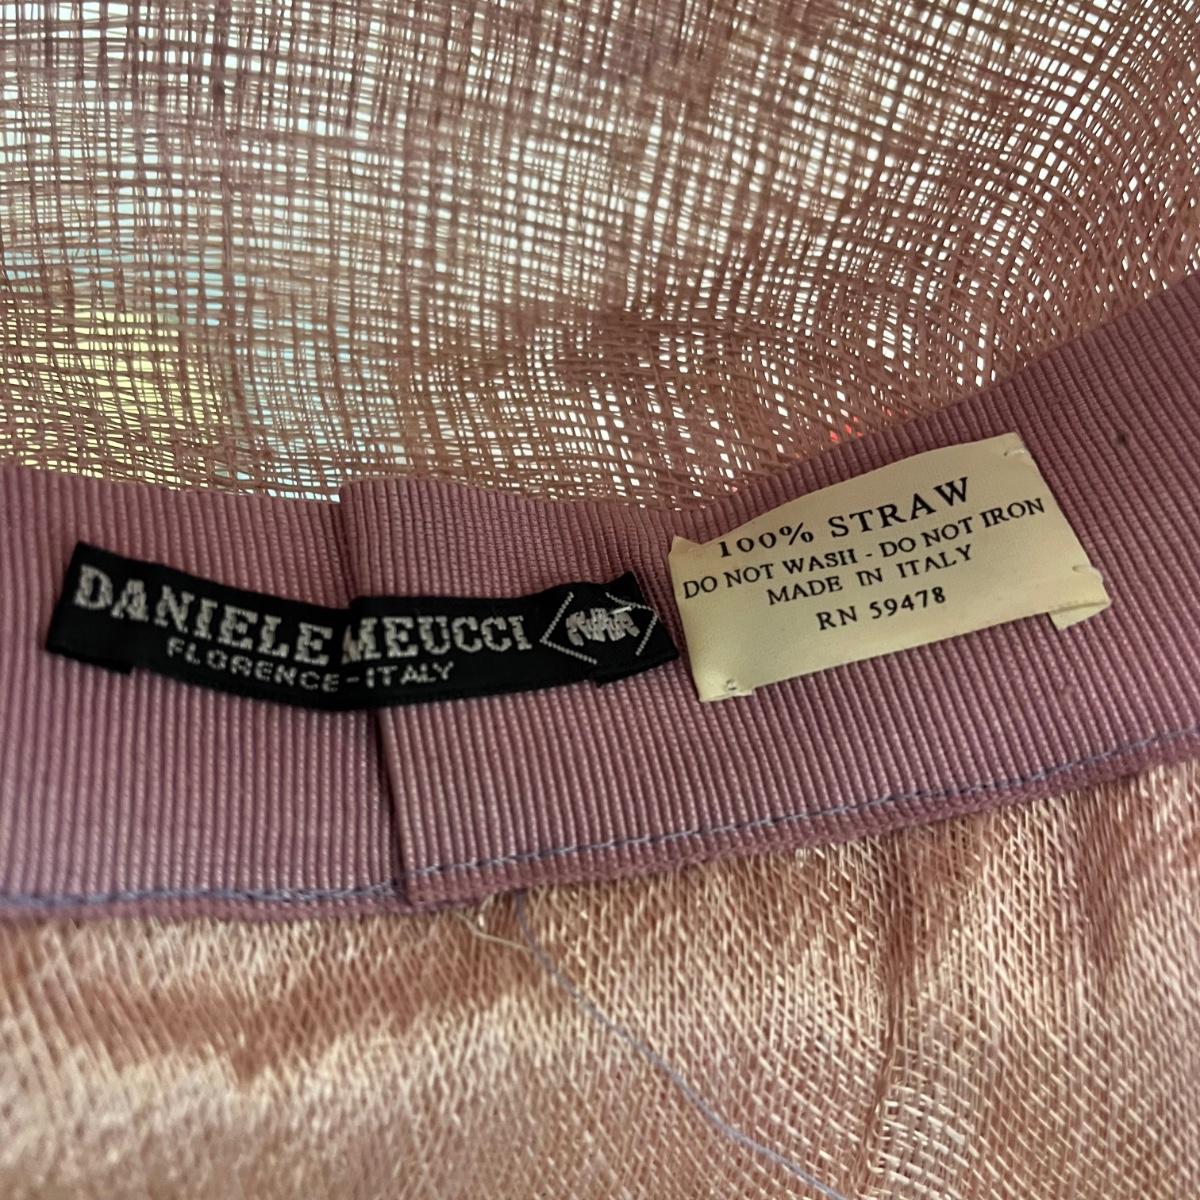 DANIELE MEUCCI
FLORENCE-ITALY
100% STRAW
DO NOT WASH - DO NOT IRON
MADE IN ITALY
RN 59478